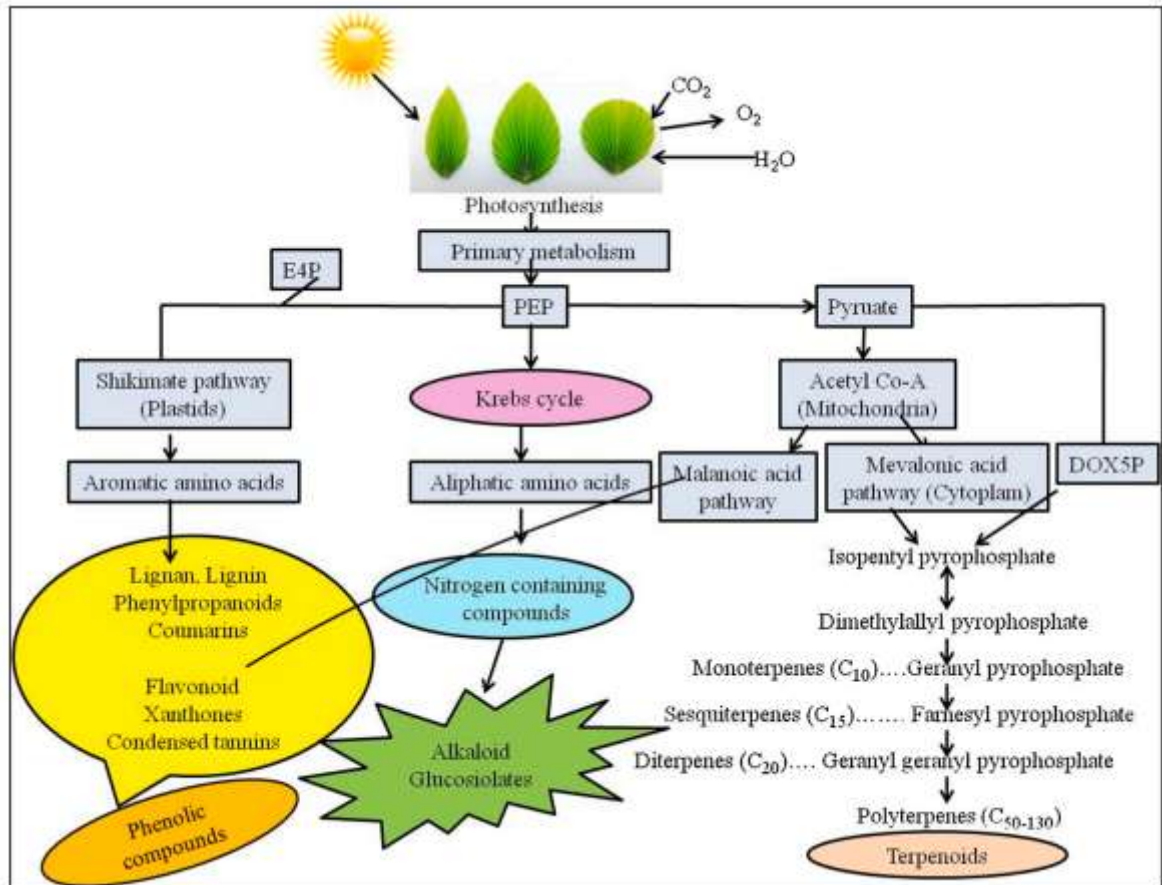 CO2
O2
H2O
Photosynthesis
Primary metabolism
E4P
PEP
Pyruate
Shikimate pathway
(Plastids)
Krebs cycle
Acetyl Co-A
(Mitochondria)
Aromatic amino acids
Aliphatic amino acids
Malanoic acid
pathway
Mevalonic acid
pathway (Cytoplam)
DOX5P
Lignan, Lignin
Phenylpropanoids
Coumarins
Flavonoid
Xanthones
Condensed tannins
Phenolic
compounds
Nitrogen containing
compounds
Alkaloid
Glucosiolates
Isopentyl pyrophosphate
Dimethylallyl pyrophosphate
Monoterpenes (C10)....Geranyl pyrophosphate
Sesquiterpenes (C15)....... Farnesyl pyrophosphate
Diterpenes (C20).... Geranyl geranyl pyrophosphate
Polyterpenes (C50-130)
Terpenoids